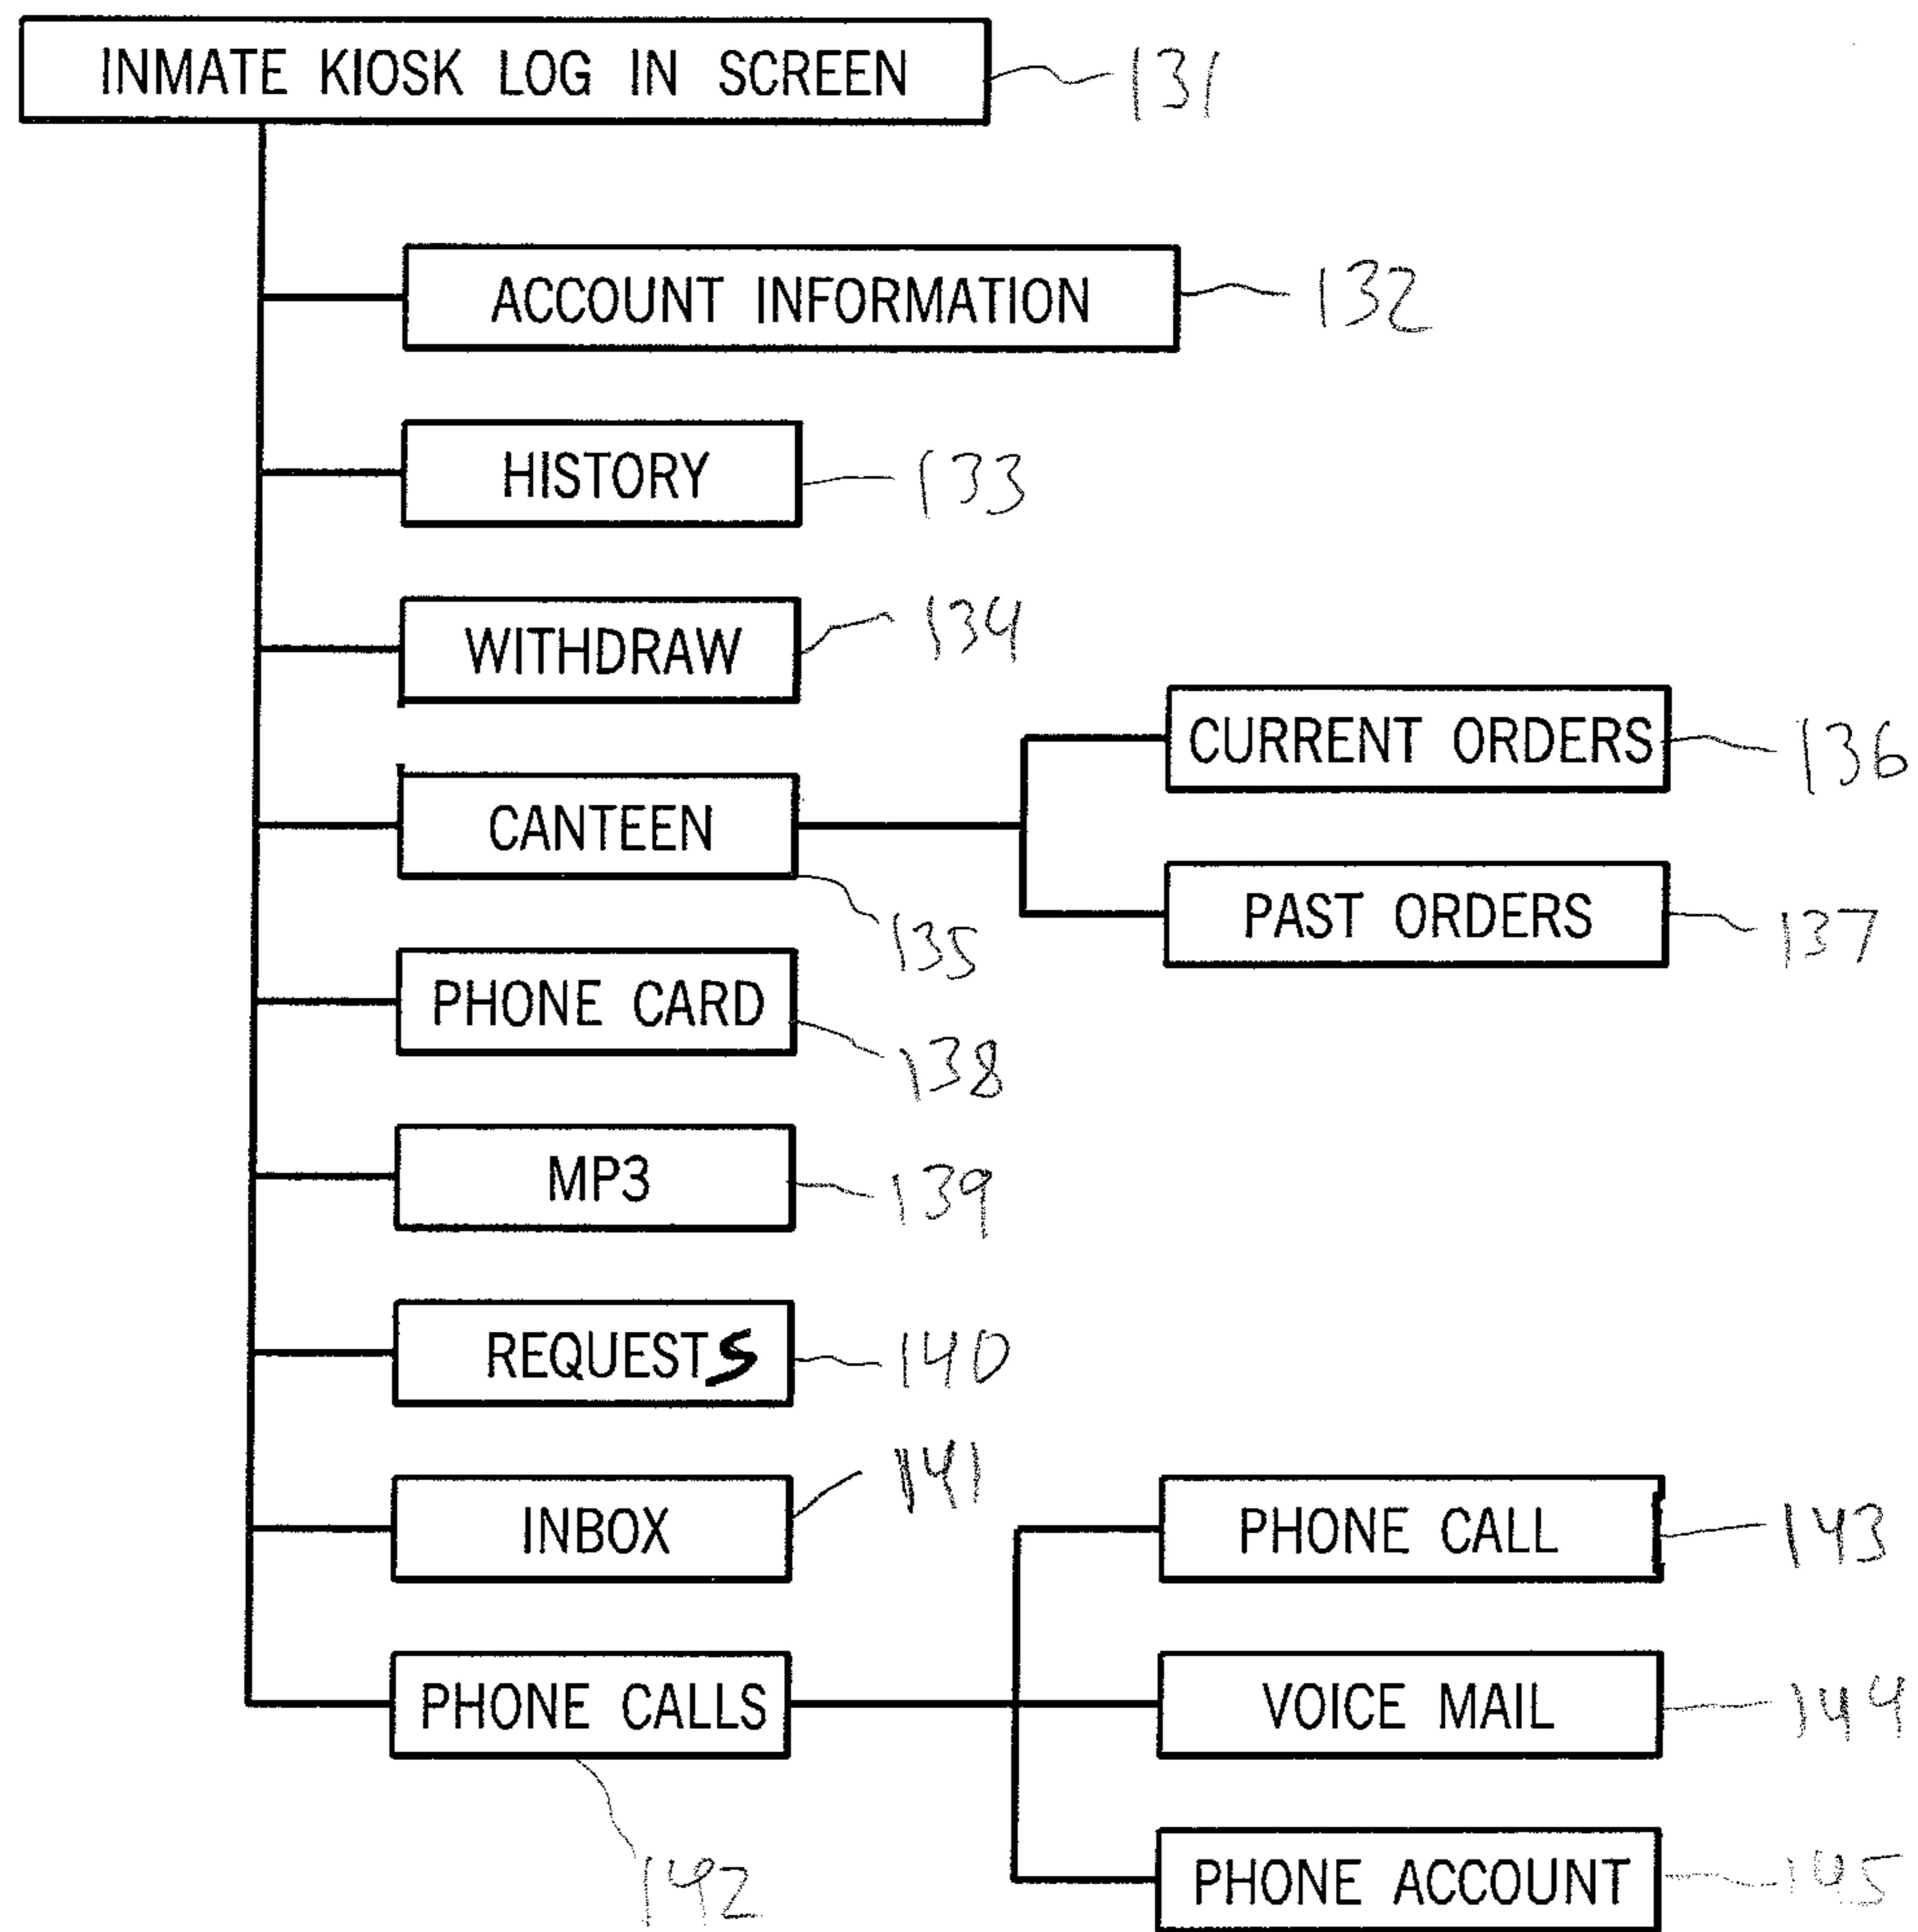 INMATE KIOSK LOG IN SCREEN 131
ACCOUNT INFORMATION 132
HISTORY 133
WITHDRAW 134
CURRENT ORDERS 136
CANTEEN 135
PAST ORDERS 137
PHONE CARD 138
MP3 139
REQUESTS 140
INBOX 141
PHONE CALL 143
PHONE CALLS 142
VOICE MAIL 144
PHONE ACCOUNT 145